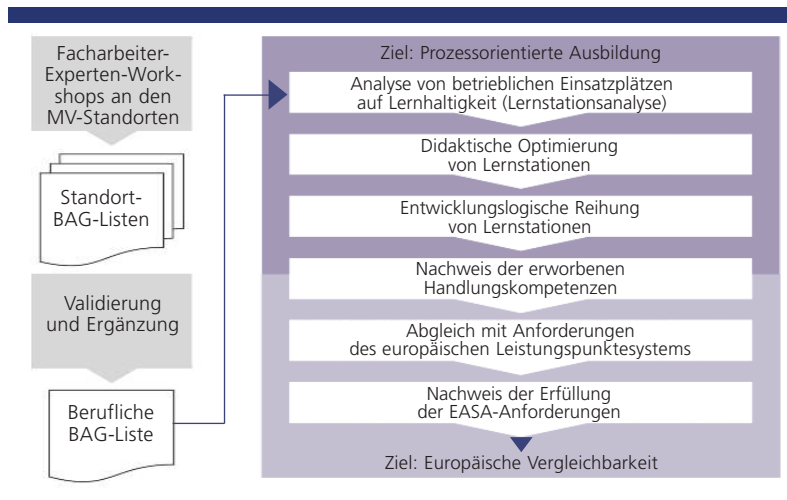 Facharbeiter-
Experten-Work-
shops an den
MV-Standorten
Standort-
BAG-Listen
Validierung
und Ergänzung
Berufliche
BAG-Liste
Ziel: Prozessorientierte Ausbildung
Analyse von betrieblichen Einsatzplätzen
auf Lernhaltigkeit (Lernstationsanalyse)
Didaktische Optimierung
von Lernstationen
Entwicklungslogische Reihung
von Lernstationen
Nachweis der erworbenen
Handlungskompetenzen
Abgleich mit Anforderungen
des europäischen Leistungspunktesystems
Nachweis der Erfüllung
der EASA-Anforderungen
Ziel: Europäische Vergleichbarkeit